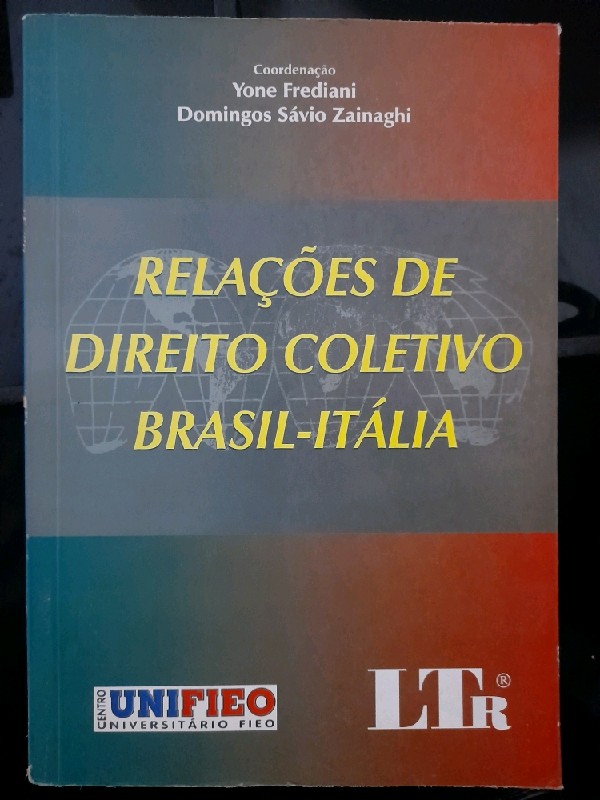 Coordenação
Yone Frediani
Domingos Sávio Zainaghi
RELAÇÕES DE
DIREITO COLETIVO
BRASIL-ITÁLIA
CENTRO
UNIFIEO
UNIVERSITÁRIO FIEO
LTR®